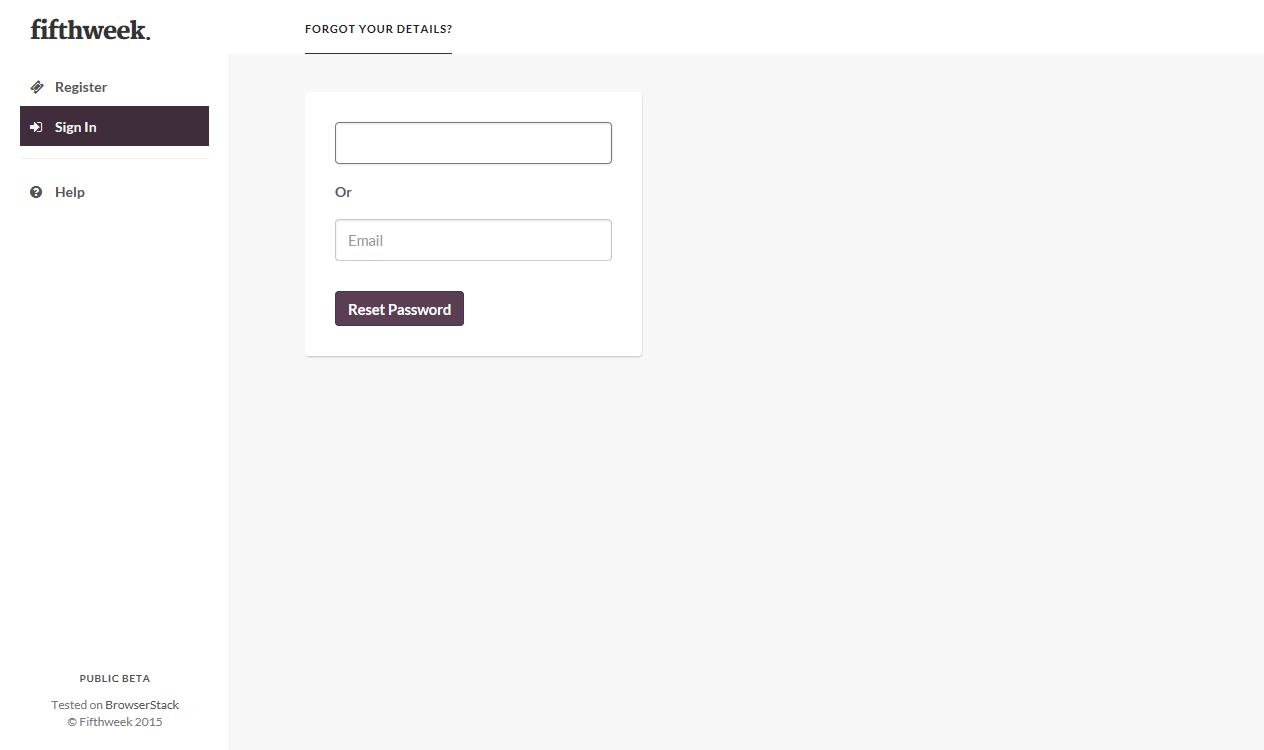 fifthweek.
FORGOT YOUR DETAILS?
Register
Sign In
Help
Or
Email
Reset Password
PUBLIC BETA
Tested on BrowserStack
© Fifthweek 2015